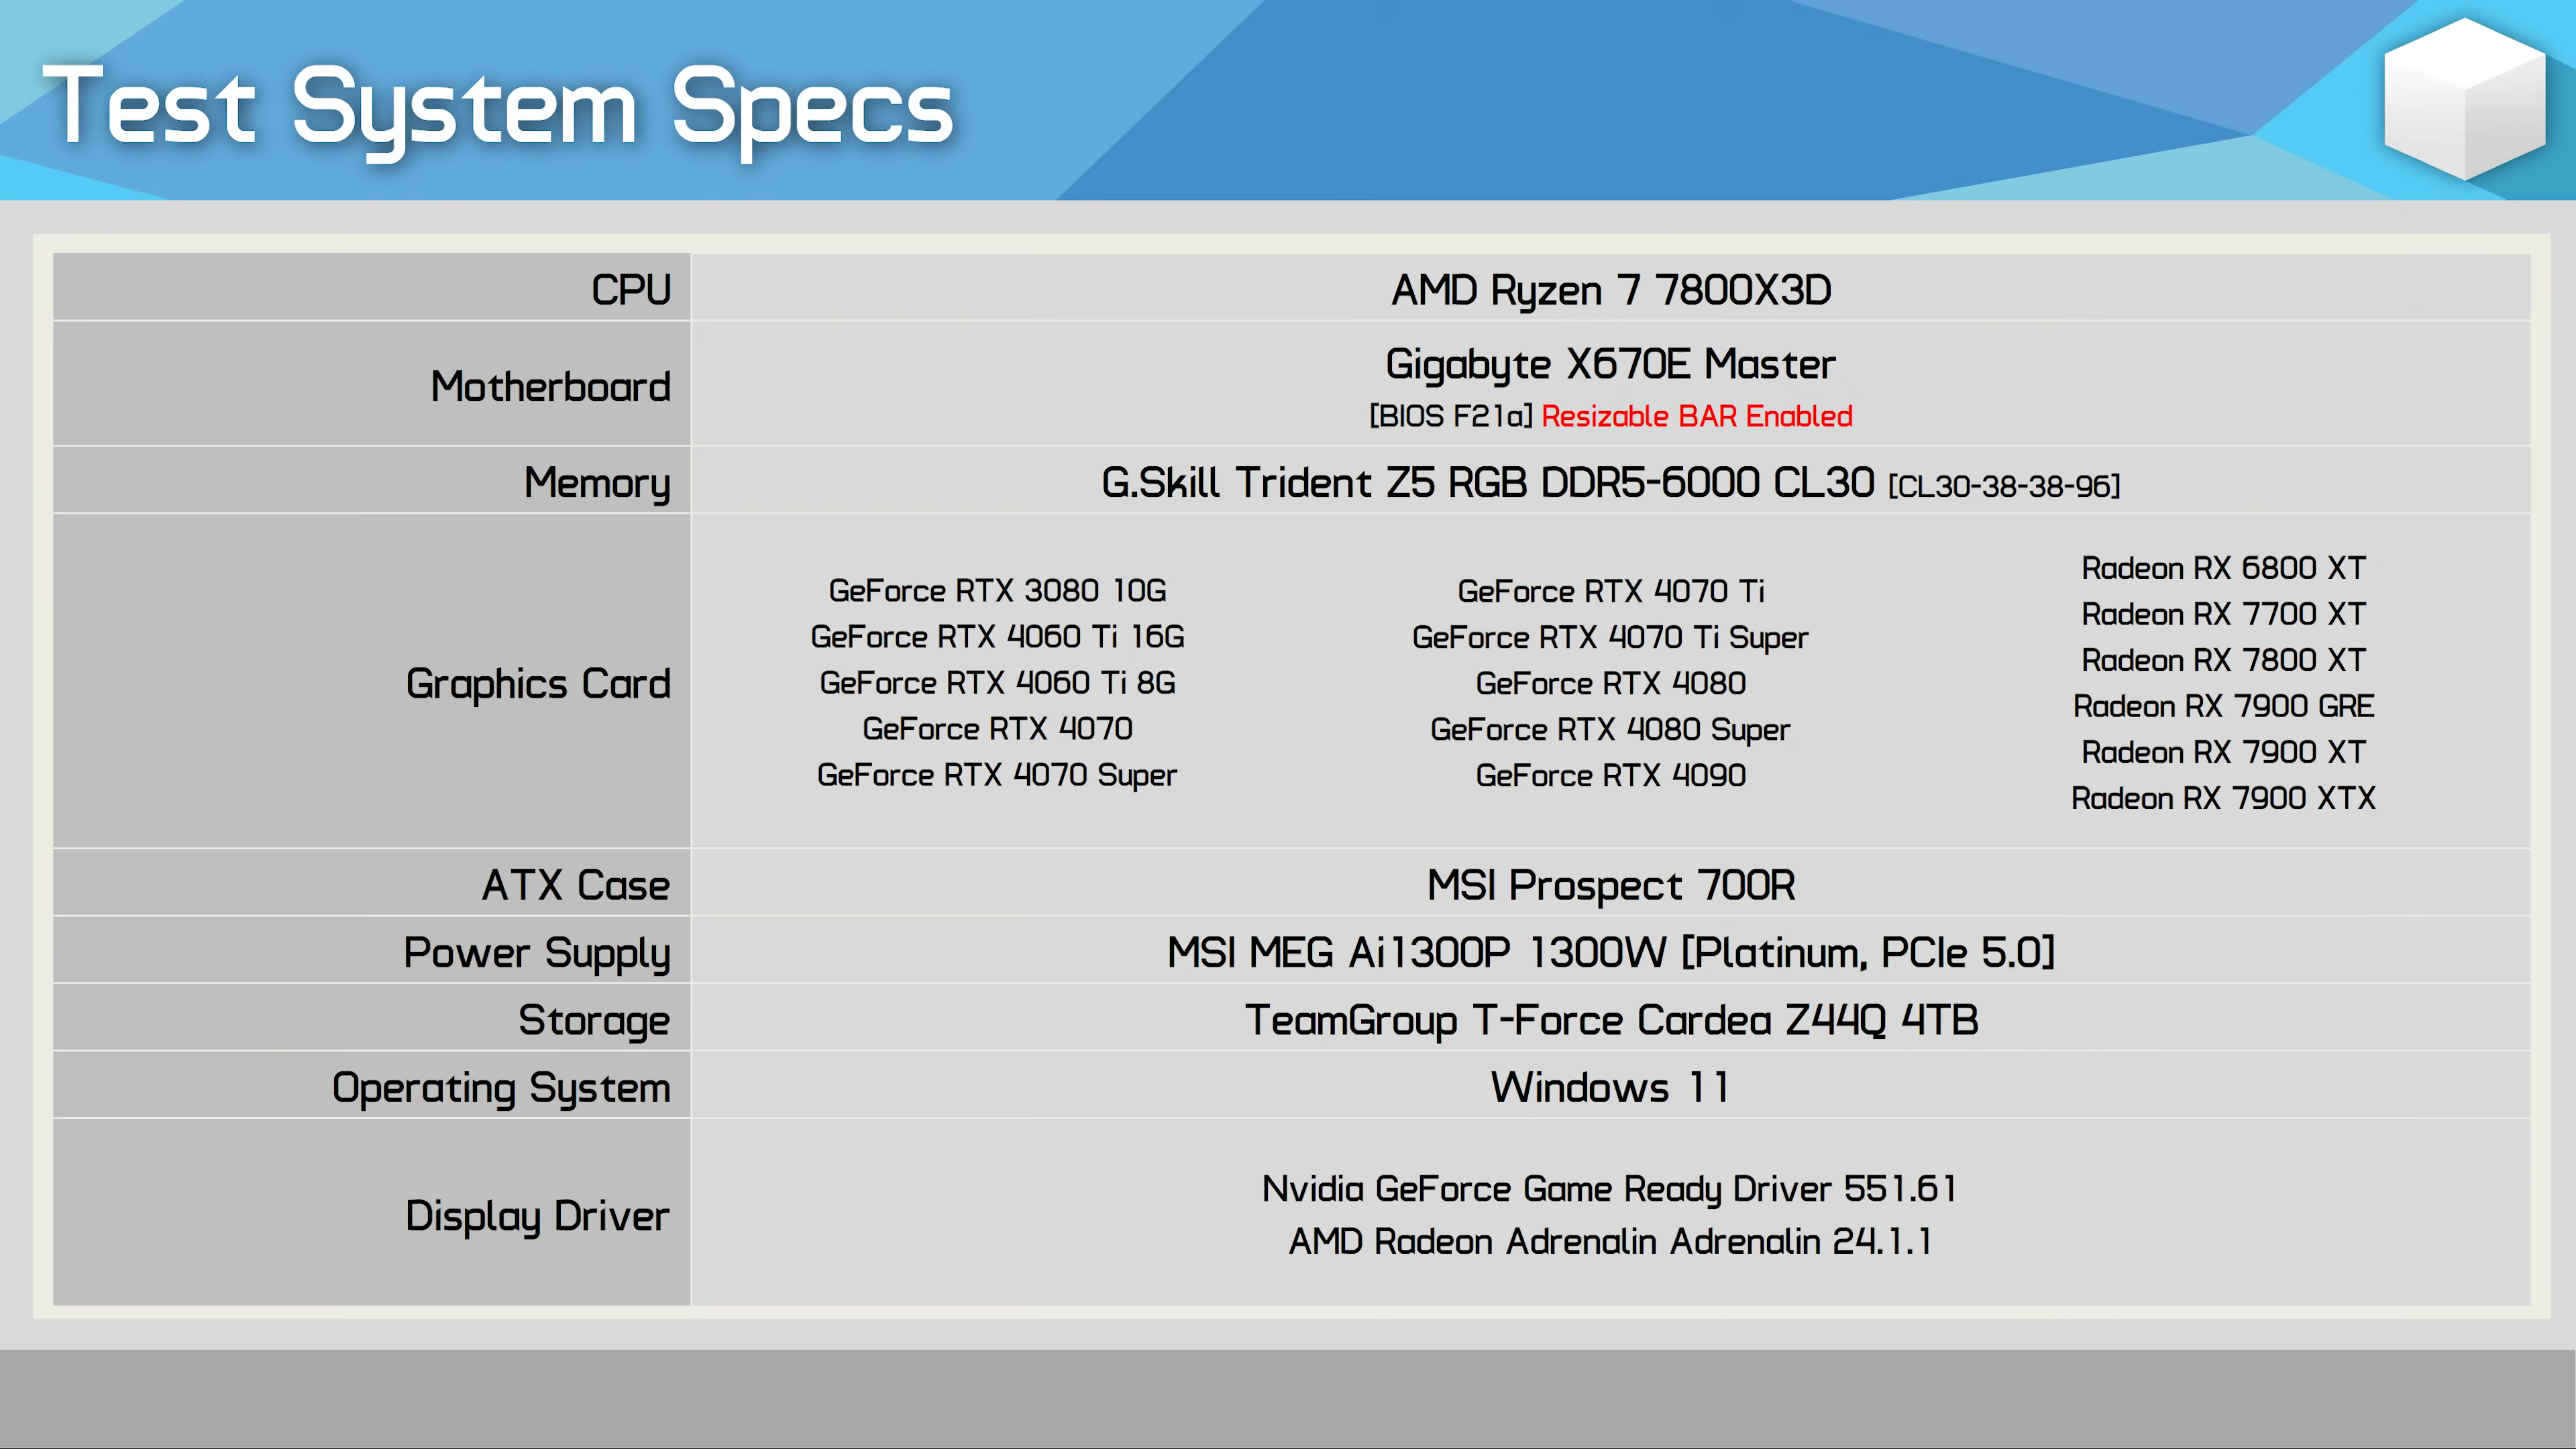 Test System Specs
CPU
AMD Ryzen 7 7800X3D
Motherboard
Gigabyte X670E Master
[BIOS F21a] Resizable BAR Enabled
Memory
G.Skill Trident Z5 RGB DDR5-6000 CL30 [CL30-38-38-96]
Graphics Card
GeForce RTX 3080 10G
GeForce RTX 4060 Ti 16G
GeForce RTX 4060 Ti 8G
GeForce RTX 4070
GeForce RTX 4070 Super
GeForce RTX 4070 Ti
GeForce RTX 4070 Ti Super
GeForce RTX 4080
GeForce RTX 4080 Super
GeForce RTX 4090
Radeon RX 6800 XT
Radeon RX 7700 XT
Radeon RX 7800 XT
Radeon RX 7900 GRE
Radeon RX 7900 XT
Radeon RX 7900 XTX
ATX Case
MSI Prospect 700R
Power Supply
MSI MEG Ai1300P 1300W [Platinum, PCIe 5.0]
Storage
TeamGroup T-Force Cardea Z44Q 4TB
Operating System
Windows 11
Display Driver
Nvidia GeForce Game Ready Driver 551.61
AMD Radeon Adrenalin Adrenalin 24.1.1